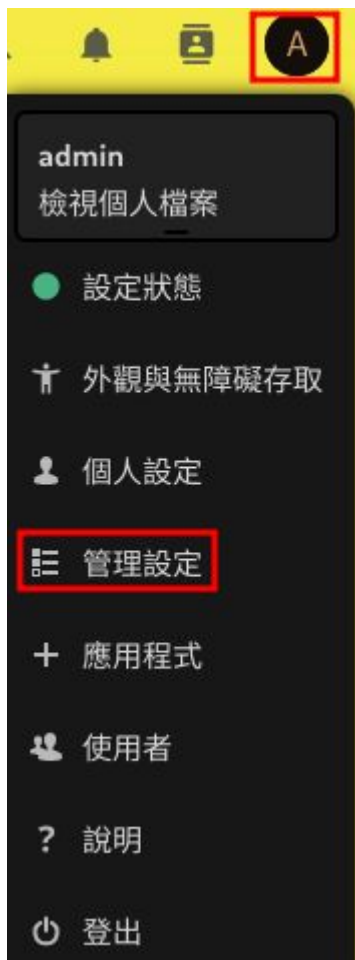 A
admin
檢視個人檔案
設定狀態
外觀與無障礙存取
個人設定
管理設定
應用程式
使用者
說明
登出